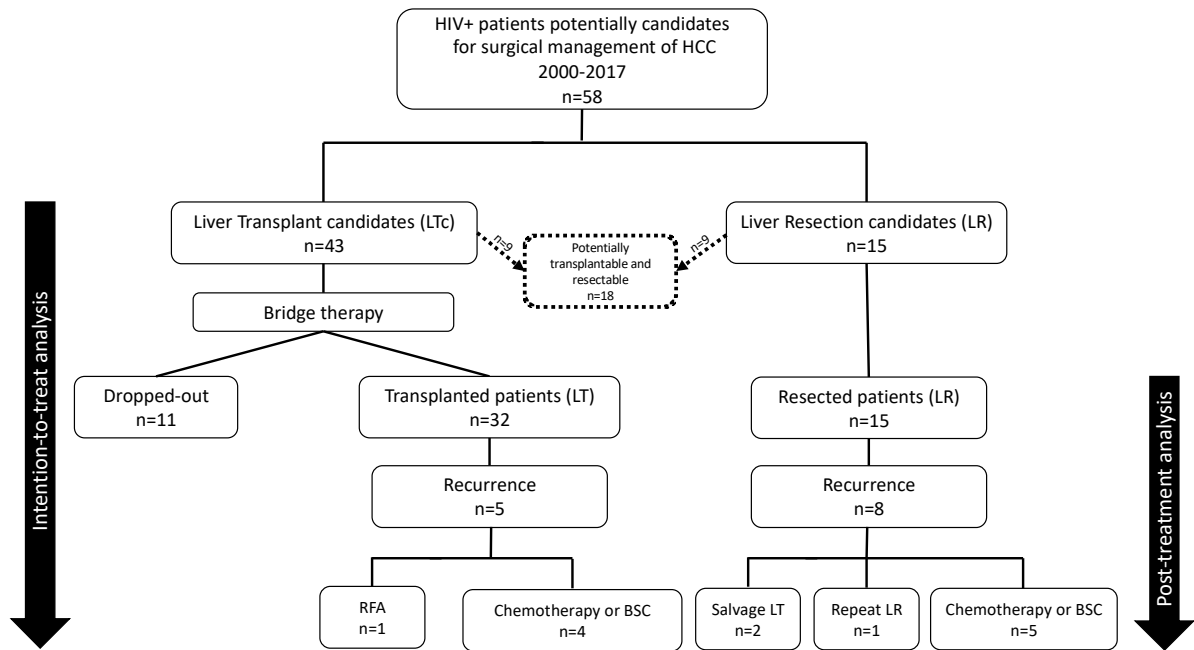 HIV+ patients potentially candidates
for surgical management of HCC
2000-2017
n=58
Liver Transplant candidates (LTc)
n=43
n=9
Potentially
transplantable and
resectable
n=18
n=9
Liver Resection candidates (LR)
n=15
Bridge therapy
Dropped-out
n=11
Transplanted patients (LT)
n=32
Resected patients (LR)
n=15
Recurrence
n=5
Recurrence
n=8
RFA
n=1
Chemotherapy or BSC
n=4
Salvage LT
n=2
Repeat LR
n=1
Chemotherapy or BSC
n=5
Intention-to-treat analysis
Post-treatment analysis